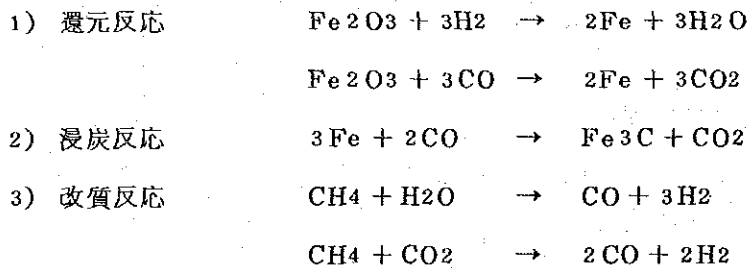 1) 還元反応 Fe2O3 + 3H2 → 2Fe + 3H2O
Fe2O3 + 3CO → 2Fe + 3CO2
2) 浸炭反応 3Fe + 2CO → Fe3C + CO2
3) 改質反応 CH4 + H2O → CO + 3H2
CH4 + CO2 → 2CO + 2H2